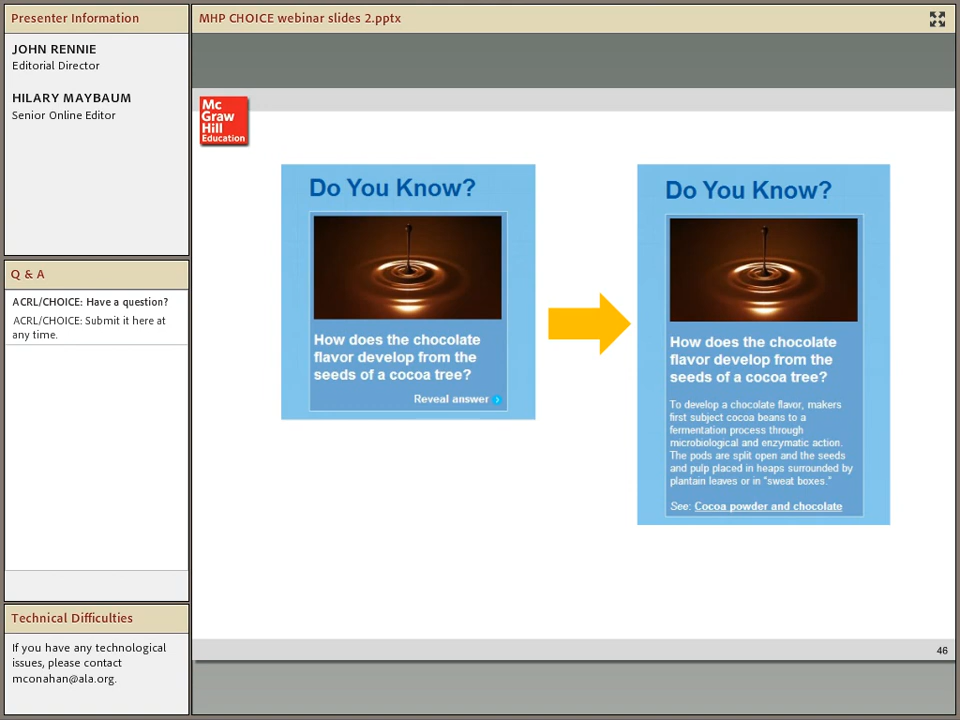 Presenter Information
JOHN RENNIE
Editorial Director
HILARY MAYBAUM
Senior Online Editor
Q & A
ACRL/CHOICE: Have a question?
ACRL/CHOICE: Submit it here at
any time.
Technical Difficulties
If you have any technological
issues, please contact
mconahan@ala.org.
MHP CHOICE webinar slides 2.pptx
Mc
Graw
Hill
Education
Do You Know?
How does the chocolate
flavor develop from the
seeds of a cocoa tree?
Reveal answer
Do You Know?
How does the chocolate
flavor develop from the
seeds of a cocoa tree?
To develop a chocolate flavor, makers
first subject cocoa beans to a
fermentation process through
microbiological and enzymatic action.
The pods are split open and the seeds
and pulp placed in heaps surrounded by
plantain leaves or in "sweat boxes."
See: Cocoa powder and chocolate
46